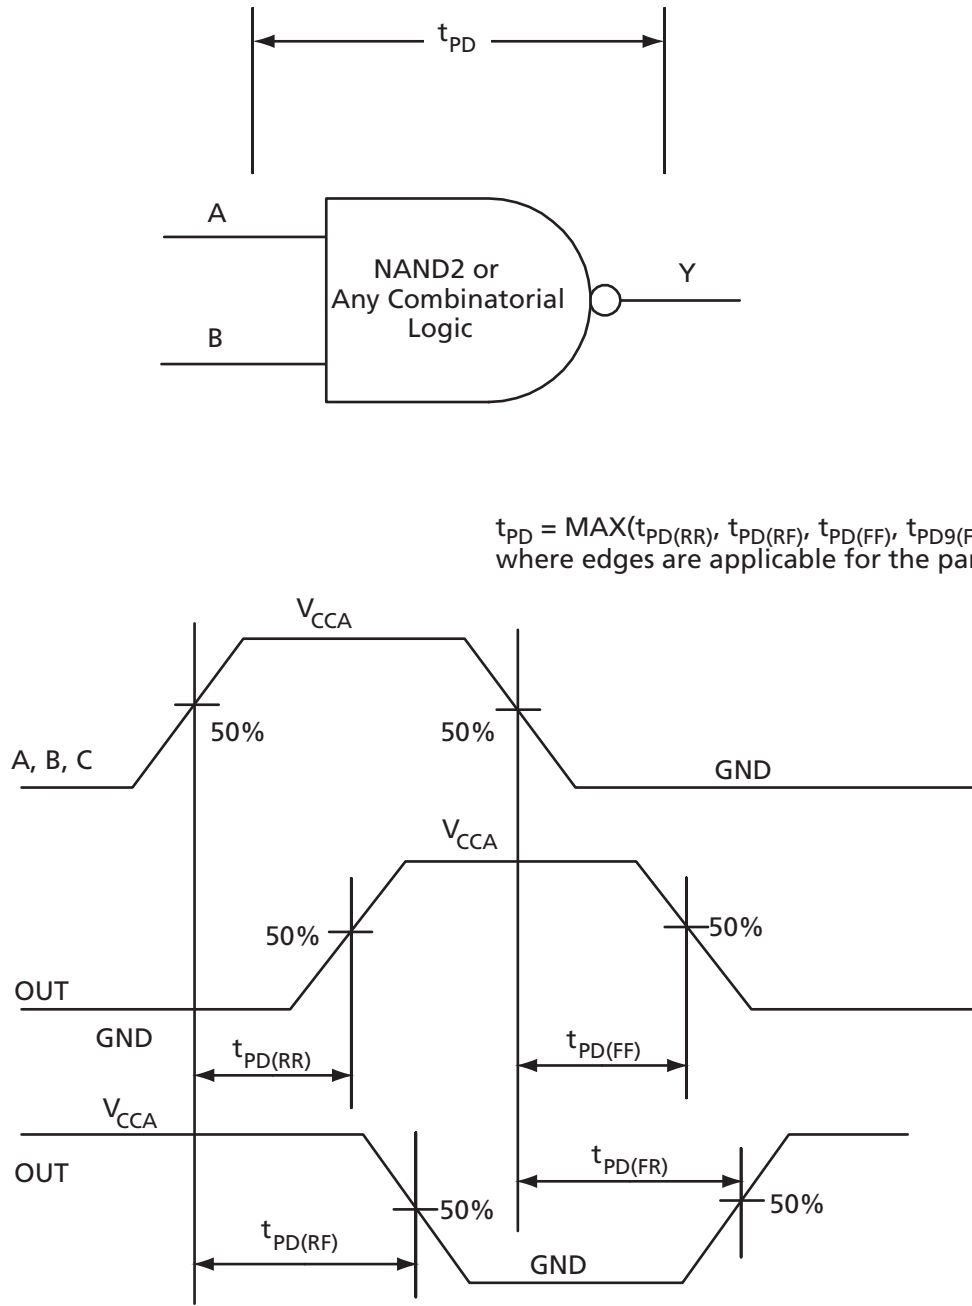 tPD
A
NAND2 or
Any Combinatorial
Logic
Y
B
tPD = MAX(tPD(RR), tPD(RF), tPD(FF), tPD9(F
where edges are applicable for the par
VCCA
50%
50%
A, B, C
GND
VCCA
50%
50%
OUT
GND
tPD(RR)
tPD(FF)
VCCA
OUT
tPD(FR)
50%
50%
tPD(RF)
GND